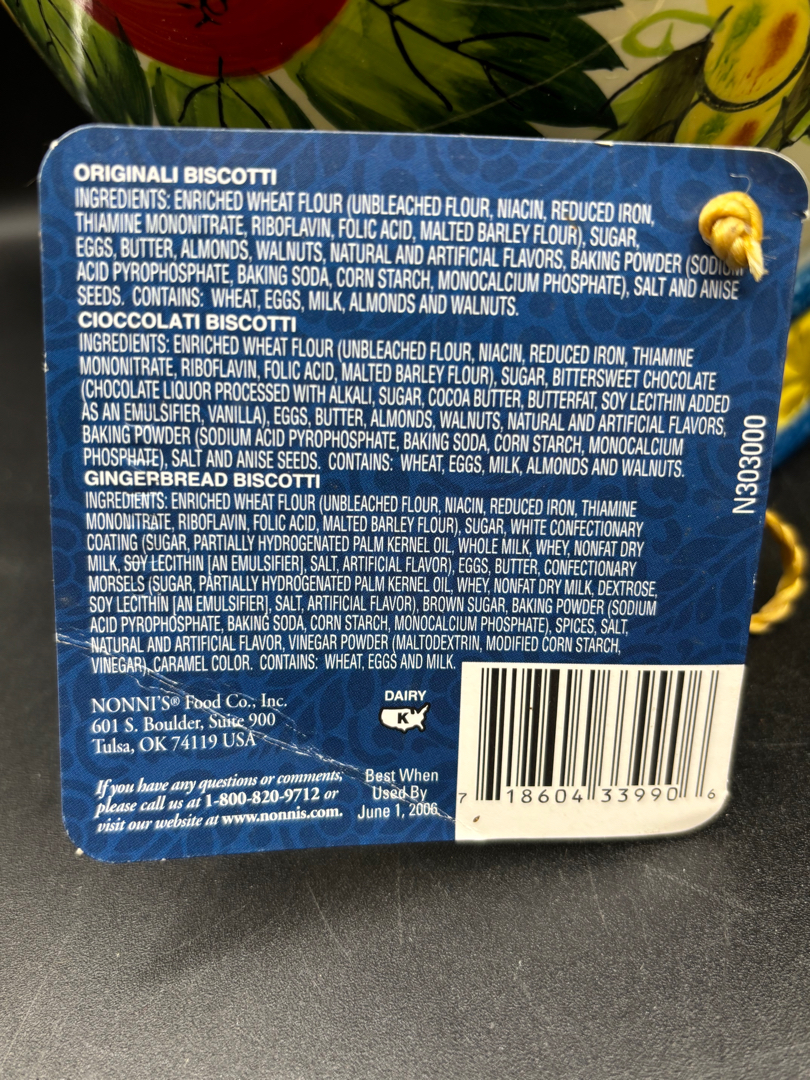 ORIGINALI BISCOTTI
INGREDIENTS: ENRICHED WHEAT FLOUR (UNBLEACHED FLOUR, NIACIN, REDUCED IRON,
THIAMINE MONONITRATE, RIBOFLAVIN, FOLIC ACID, MALTED BARLEY FLOUR), SUGAR,
EGGS, BUTTER, ALMONDS, WALNUTS, NATURAL AND ARTIFICIAL FLAVORS, BAKING POWDER (SODIUM
ACID PYROPHOSPHATE, BAKING SODA, CORN STARCH, MONOCALCIUM PHOSPHATE), SALT AND ANISE
SEEDS. CONTAINS: WHEAT, EGGS, MILK, ALMONDS AND WALNUTS.
CIOCCOLATI BISCOTTI
INGREDIENTS: ENRICHED WHEAT FLOUR (UNBLEACHED FLOUR, NIACIN, REDUCED IRON, THIAMINE
MONONITRATE, RIBOFLAVIN, FOLIC ACID, MALTED BARLEY FLOUR), SUGAR, BITTERSWEET CHOCOLATE
(CHOCOLATE LIQUOR PROCESSED WITH ALKALI, SUGAR, COCOA BUTTER, BUTTERFAT, SOY LECITHIN ADDED
AS AN EMULSIFIER, VANILLA), EGGS, BUTTER, ALMONDS, WALNUTS, NATURAL AND ARTIFICIAL FLAVORS,
BAKING POWDER (SODIUM ACID PYROPHOSPHATE, BAKING SODA, CORN STARCH, MONOCALCIUM
PHOSPHATE), SALT AND ANISE SEEDS. CONTAINS: WHEAT, EGGS, MILK, ALMONDS AND WALNUTS.
GINGERBREAD BISCOTTI
INGREDIENTS: ENRICHED WHEAT FLOUR (UNBLEACHED FLOUR, NIACIN, REDUCED IRON, THIAMINE
MONONITRATE, RIBOFLAVIN, FOLIC ACID, MALTED BARLEY FLOUR), SUGAR, WHITE CONFECTIONARY
COATING (SUGAR, PARTIALLY HYDROGENATED PALM KERNEL OIL, WHOLE MILK, WHEY, NONFAT DRY
MILK, SOY LECITHIN [AN EMULSIFIER], SALT, ARTIFICIAL FLAVOR), EGGS, BUTTER, CONFECTIONARY
MORSELS (SUGAR, PARTIALLY HYDROGENATED PALM KERNEL OIL, WHEY, NONFAT DRY MILK, DEXTROSE,
SOY LECITHIN [AN EMULSIFIER], SALT, ARTIFICIAL FLAVOR), BROWN SUGAR, BAKING POWDER (SODIUM
ACID PYROPHOSPHATE, BAKING SODA, CORN STARCH, MONOCALCIUM PHOSPHATE), SPICES, SALT,
NATURAL AND ARTIFICIAL FLAVOR, VINEGAR POWDER (MALTODEXTRIN, MODIFIED CORN STARCH,
VINEGAR), CARAMEL COLOR. CONTAINS: WHEAT, EGGS AND MILK.
N303000
NONNI'S® Food Co., Inc.
601 S. Boulder, Suite 900
Tulsa, OK 74119 USA
DAIRY
K
If you have any questions or comments,
please call us at 1-800-820-9712 or
visit our website at www.nonnis.com.
Best When
Used By
June 1, 2006
7 18604 33990 6